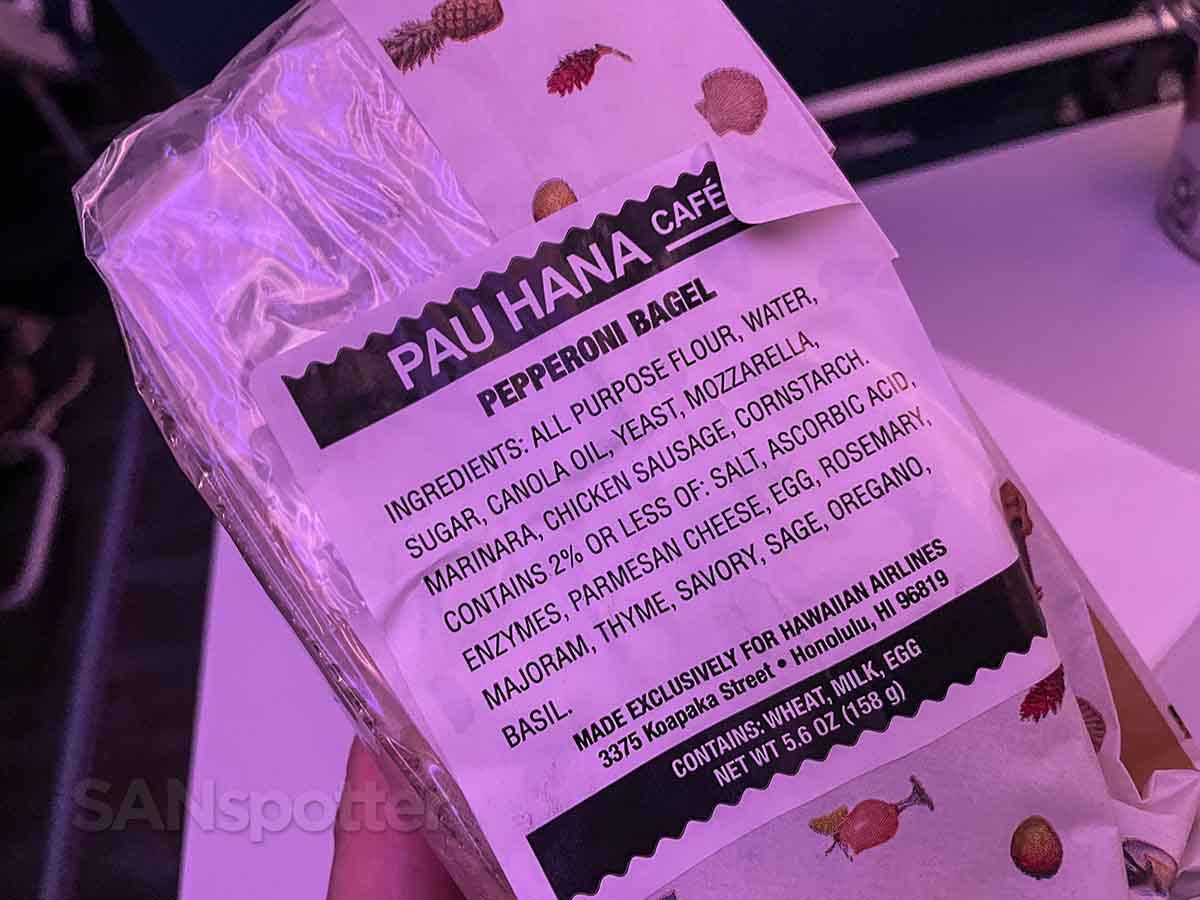 PAU HANA CAFÉ
PEPPERONI BAGEL
INGREDIENTS: ALL PURPOSE FLOUR, WATER,
SUGAR, CANOLA OIL, YEAST, MOZZARELLA,
MARINARA, CHICKEN SAUSAGE, CORNSTARCH.
CONTAINS 2% OR LESS OF: SALT, ASCORBIC ACID,
ENZYMES, PARMESAN CHEESE, EGG, ROSEMARY,
MAJORAM, THYME, SAVORY, SAGE, OREGANO,
BASIL.
MADE EXCLUSIVELY FOR HAWAIIAN AIRLINES
3375 Koapaka Street • Honolulu, HI 96819
CONTAINS: WHEAT, MILK, EGG
NET WT 5.6 OZ (158 g)
SANspotter